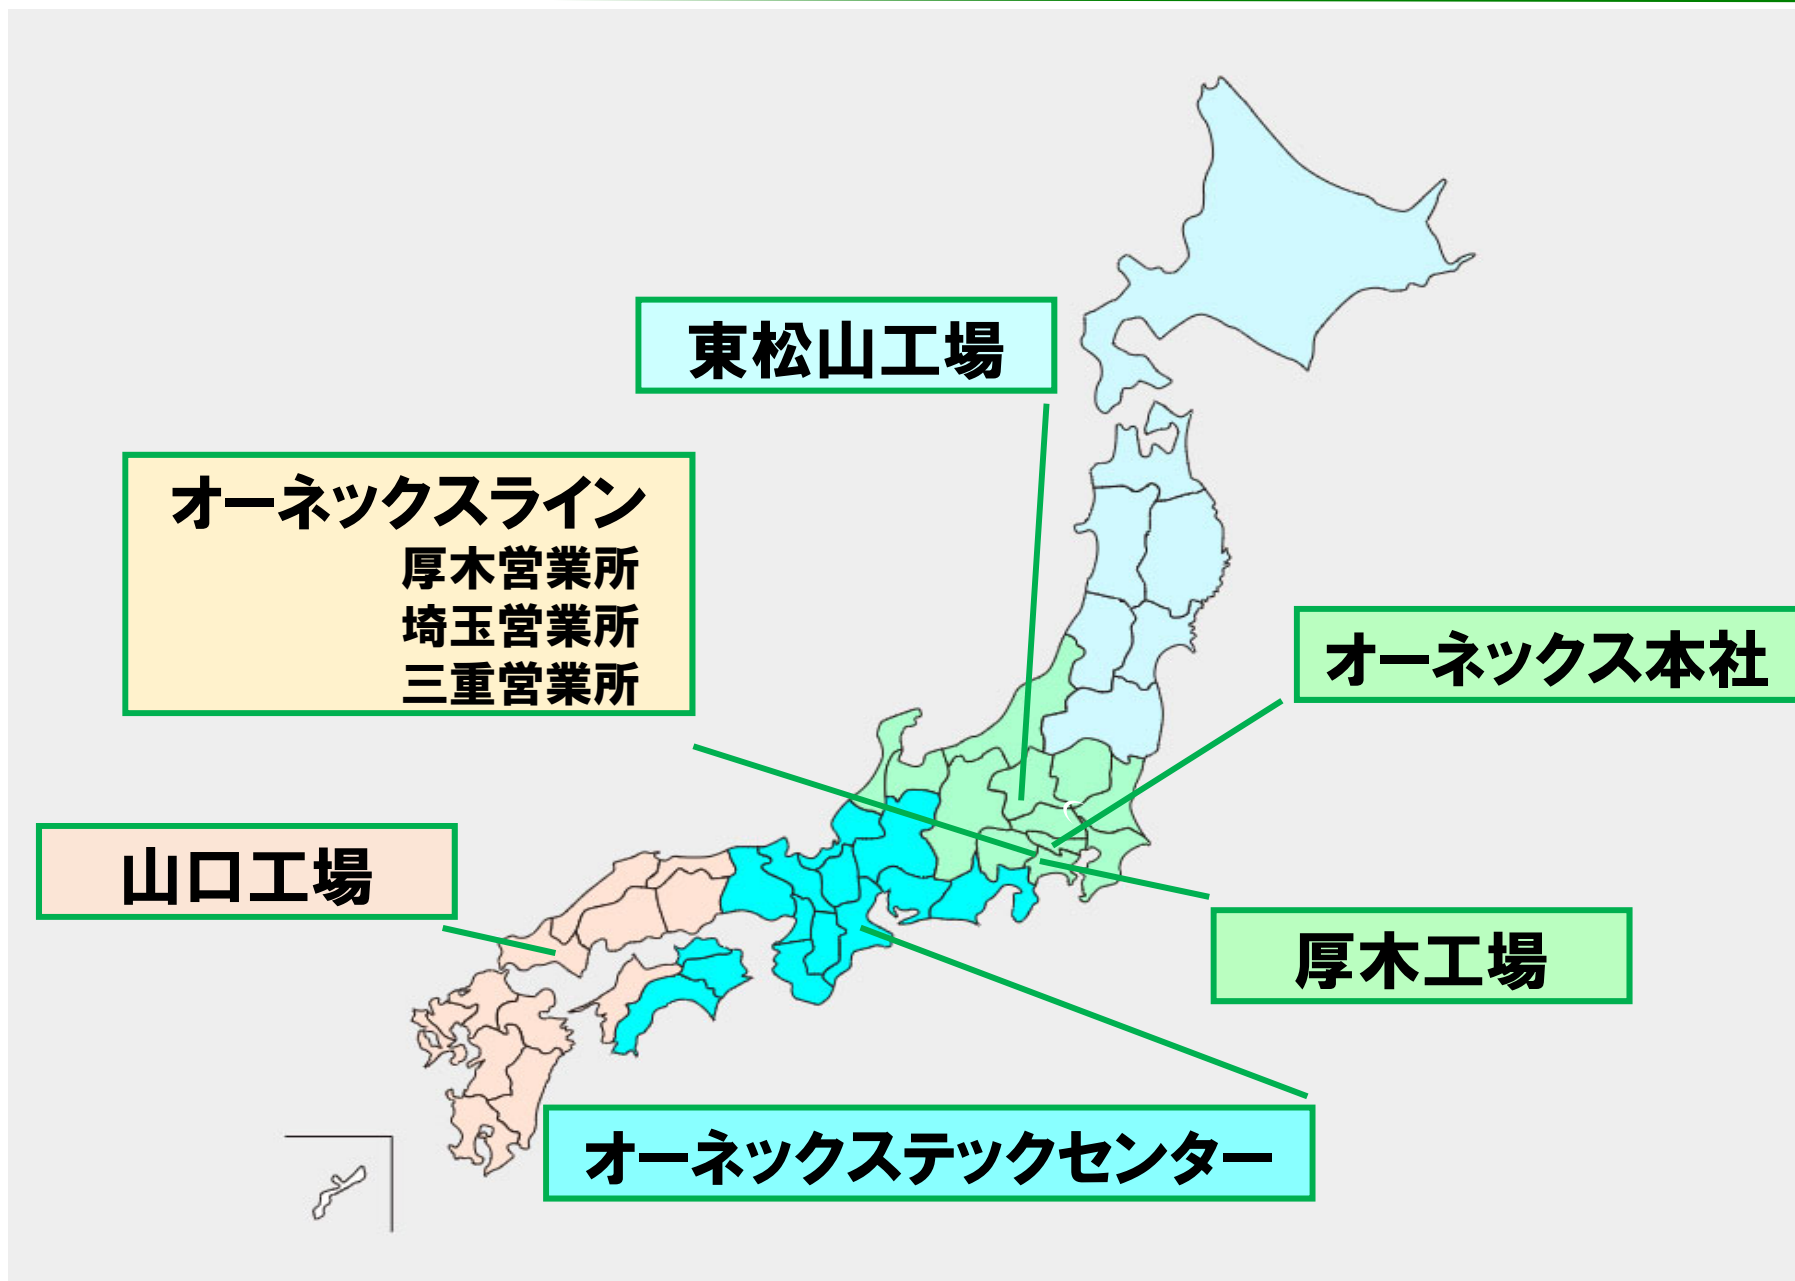 東松山工場
オーネックスライン
厚木営業所
埼玉営業所
三重営業所
オーネックス本社
山口工場
厚木工場
オーネックステックセンター